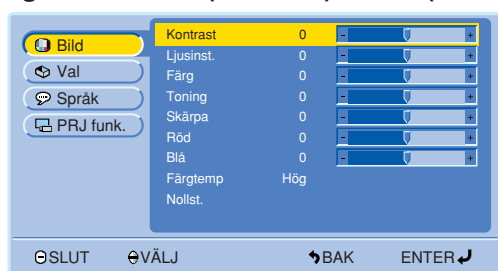 Bild
Val
Språk
PRJ funk.
Kontrast 0 - +
Ljusinst. 0 - +
Färg 0 - +
Toning 0 - +
Skärpa 0 - +
Röd 0 - +
Blå 0 - +
Färgtemp Hög
Nollst.
SLUT VÄLJ BAK ENTER